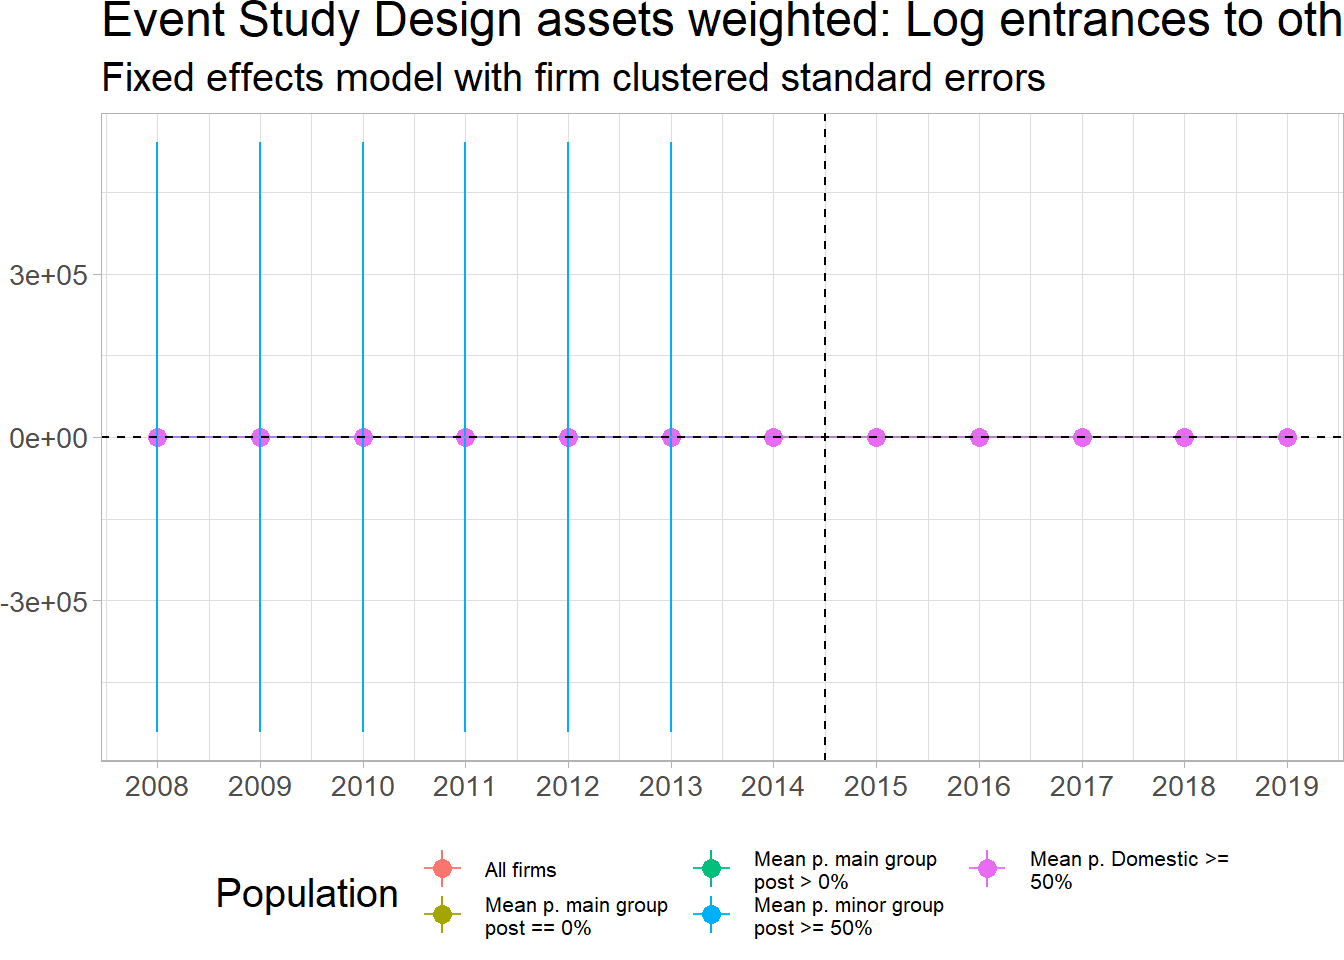 Event Study Design assets weighted: Log entrances to oth
Fixed effects model with firm clustered standard errors
3e+05
0e+00
-3e+05
2008 2009 2010 2011 2012 2013 2014 2015 2016 2017 2018 2019
Population
All firms
Mean p. main group
post == 0%
Mean p. main group
post > 0%
Mean p. minor group
post >= 50%
Mean p. Domestic >=
50%